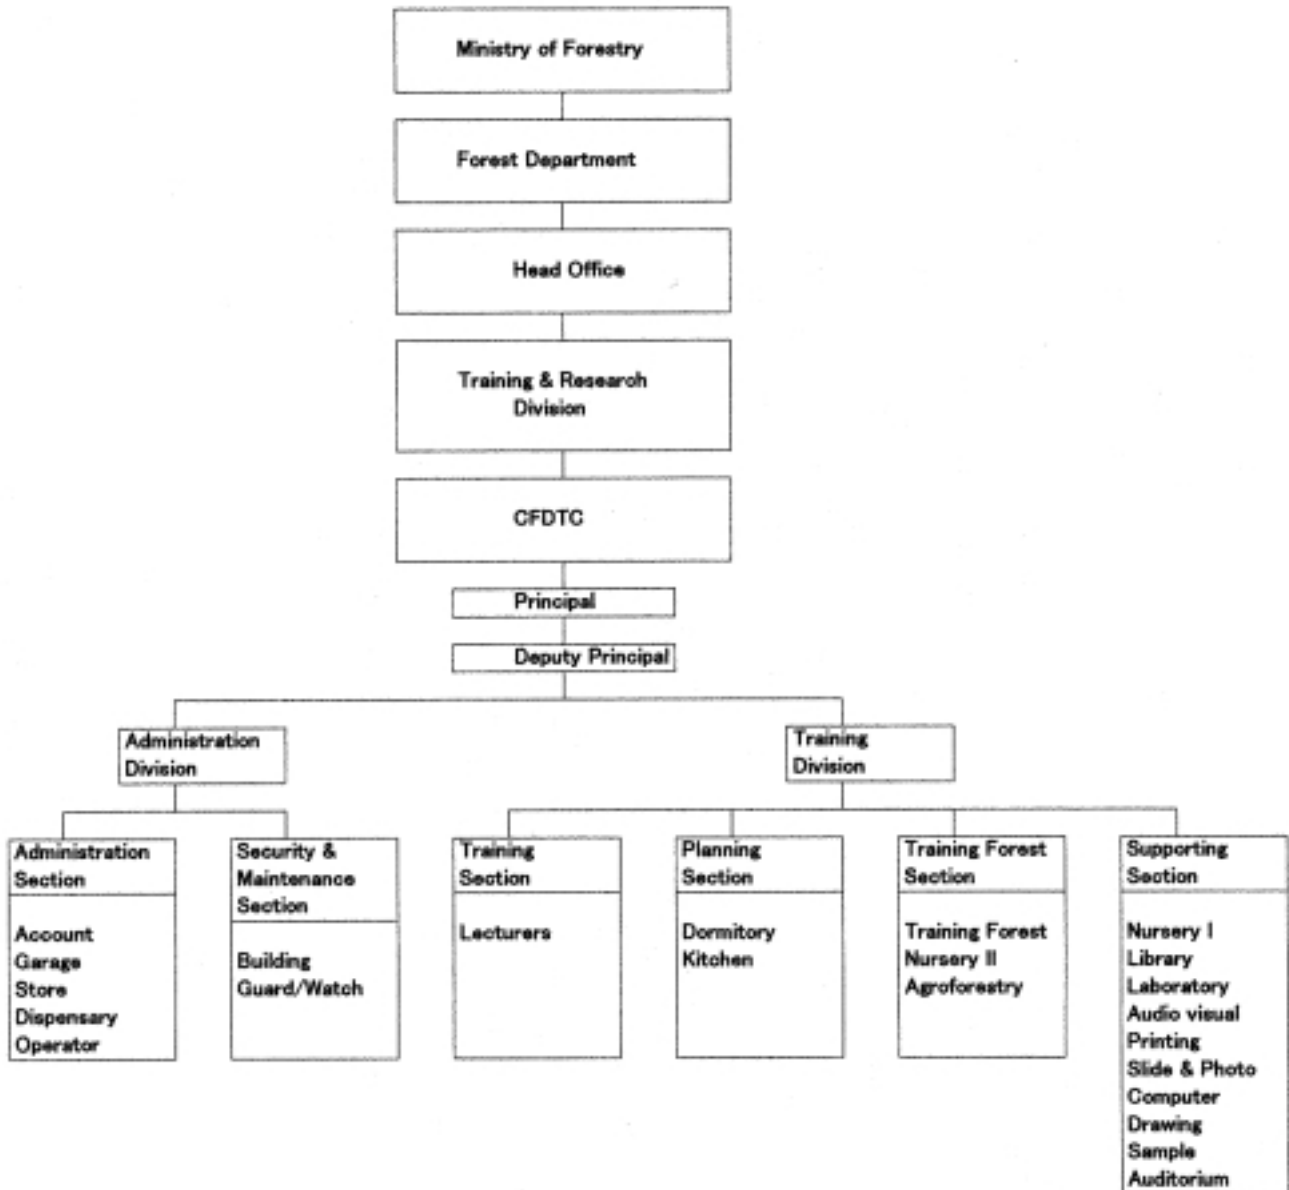 Ministry of Forestry
Forest Department
Head Office
Training & Research
Division
CFDTC
Principal
Deputy Principal
Administration
Division
Training
Division
Administration
Section
Account
Garage
Store
Dispensary
Operator
Security &
Maintenance
Section
Building
Guard/Watch
Training
Section
Lecturers
Planning
Section
Dormitory
Kitchen
Training Forest
Section
Training Forest
Nursery II
Agroforestry
Supporting
Section
Nursery I
Library
Laboratory
Audio visual
Printing
Slide & Photo
Computer
Drawing
Sample
Auditorium